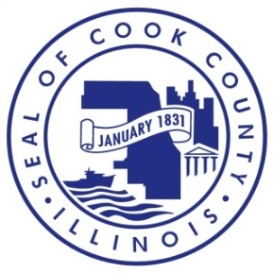 SEAL OF COOK COUNTY
JANUARY 1831
• ILLINOIS •